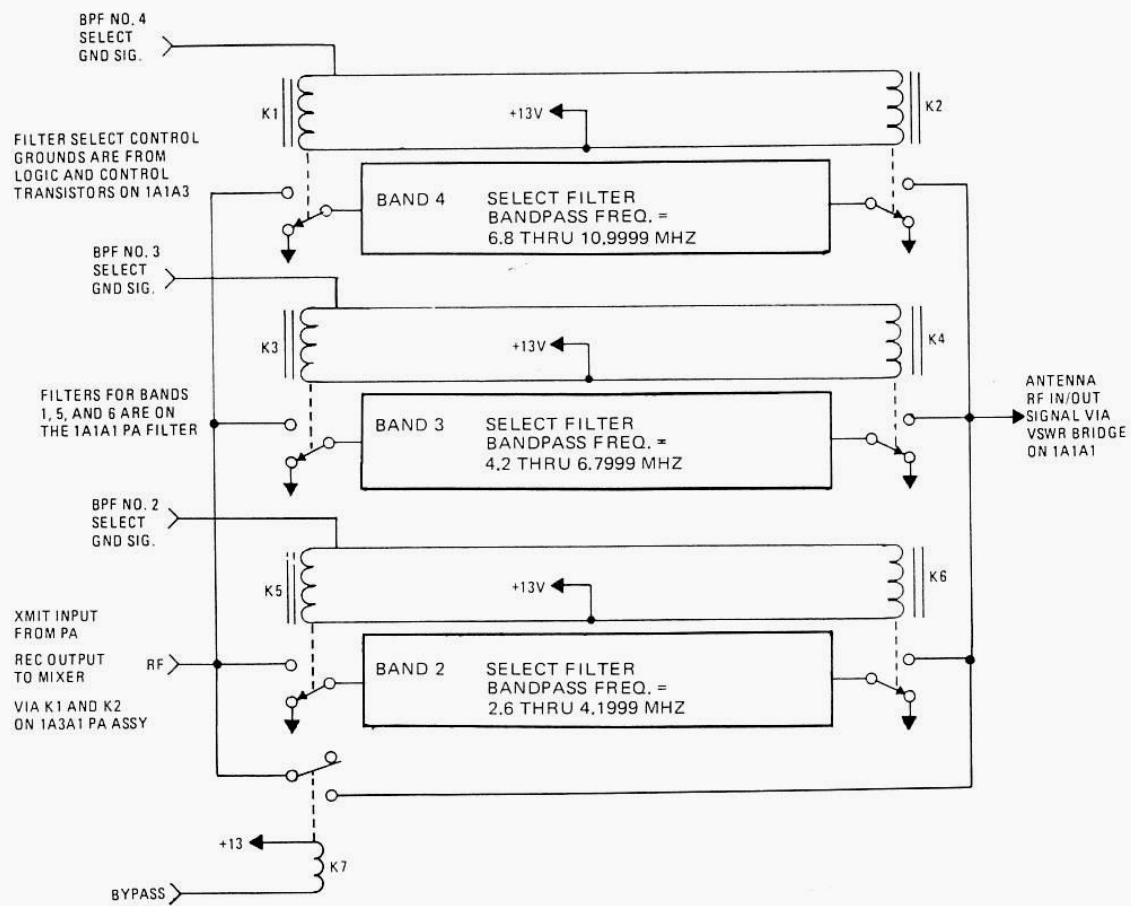 BPF NO. 4
SELECT
GND SIG.
K1
+13V
K2
FILTER SELECT CONTROL
GROUNDS ARE FROM
LOGIC AND CONTROL
TRANSISTORS ON 1A1A3
BAND 4
SELECT FILTER
BANDPASS FREQ. =
6.8 THRU 10.9999 MHZ
BPF NO. 3
SELECT
GND SIG.
K3
+13V
K4
FILTERS FOR BANDS
1, 5, AND 6 ARE ON
THE 1A1A1 PA FILTER
BAND 3
SELECT FILTER
BANDPASS FREQ. =
4.2 THRU 6.7999 MHZ
ANTENNA
RF IN/OUT
SIGNAL VIA
VSWR BRIDGE
ON 1A1A1
BPF NO. 2
SELECT
GND SIG.
K5
+13V
K6
XMIT INPUT
FROM PA
REC OUTPUT
TO MIXER
RF
VIA K1 AND K2
ON 1A3A1 PA ASSY
BAND 2
SELECT FILTER
BANDPASS FREQ. =
2.6 THRU 4.1999 MHZ
+13
K7
BYPASS